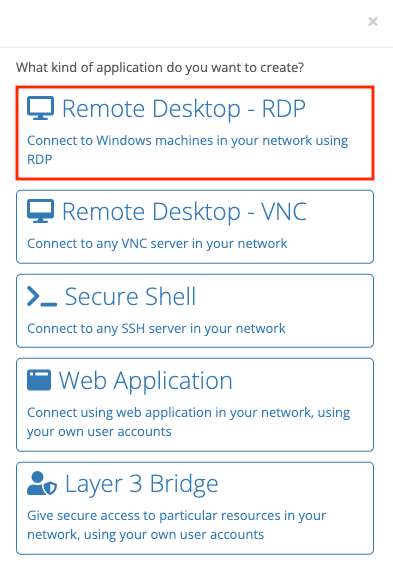 ×
What kind of application do you want to create?
Remote Desktop - RDP
Connect to Windows machines in your network using
RDP
Remote Desktop - VNC
Connect to any VNC server in your network
Secure Shell
Connect to any SSH server in your network
Web Application
Connect using web application in your network, using
your own user accounts
Layer 3 Bridge
Give secure access to particular resources in your
network, using your own user accounts